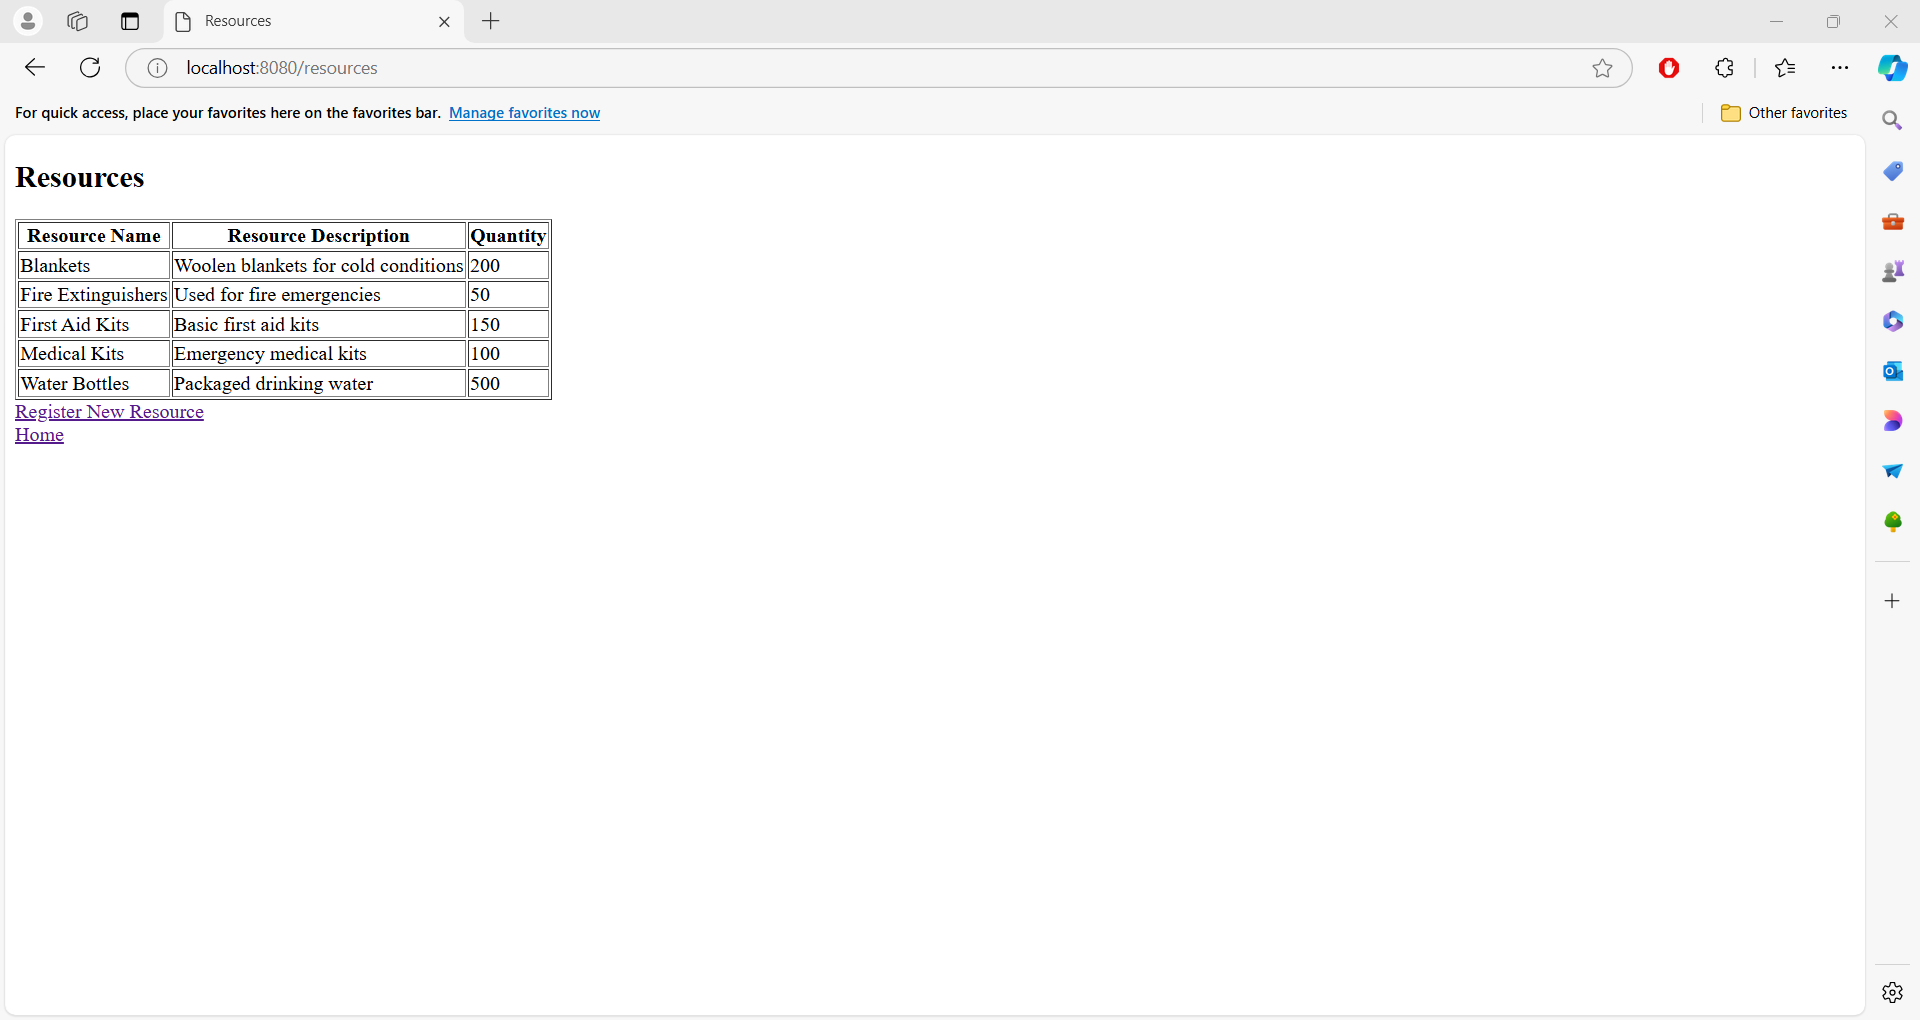 Resources
localhost:8080/resources
For quick access, place your favorites here on the favorites bar. Manage favorites now
Other favorites
Resources
Resource Name Resource Description Quantity
Blankets Woolen blankets for cold conditions 200
Fire Extinguishers Used for fire emergencies 50
First Aid Kits Basic first aid kits 150
Medical Kits Emergency medical kits 100
Water Bottles Packaged drinking water 500
Register New Resource
Home